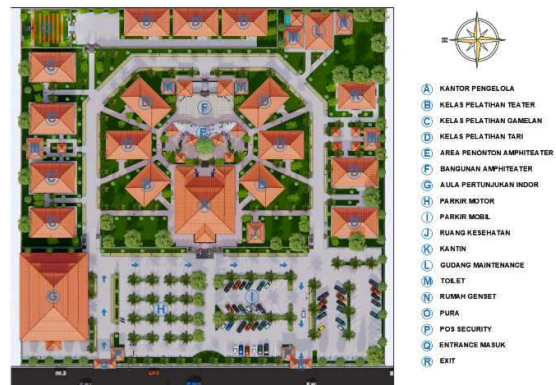 A KANTOR PENGELOLA
B KELAS PELATIHAN TEATER
C KELAS PELATIHAN GAMELAN
D KELAS PELATIHAN TARI
E AREA PENONTON AMPHITEATER
F BANGUNAN AMPHITEATER
G AULA PERTUNJUKAN INDOR
H PARKIR MOTOR
I PARKIR MOBIL
J RUANG KESEHATAN
K KANTIN
L GUDANG MAINTENANCE
M TOILET
N RUMAH GENSET
O PURA
P POS SECURITY
Q ENTRANCE MASUK
R EXIT
D D D
L
N
M
M M
D D
F
E
K
D D
B B
G
H
I